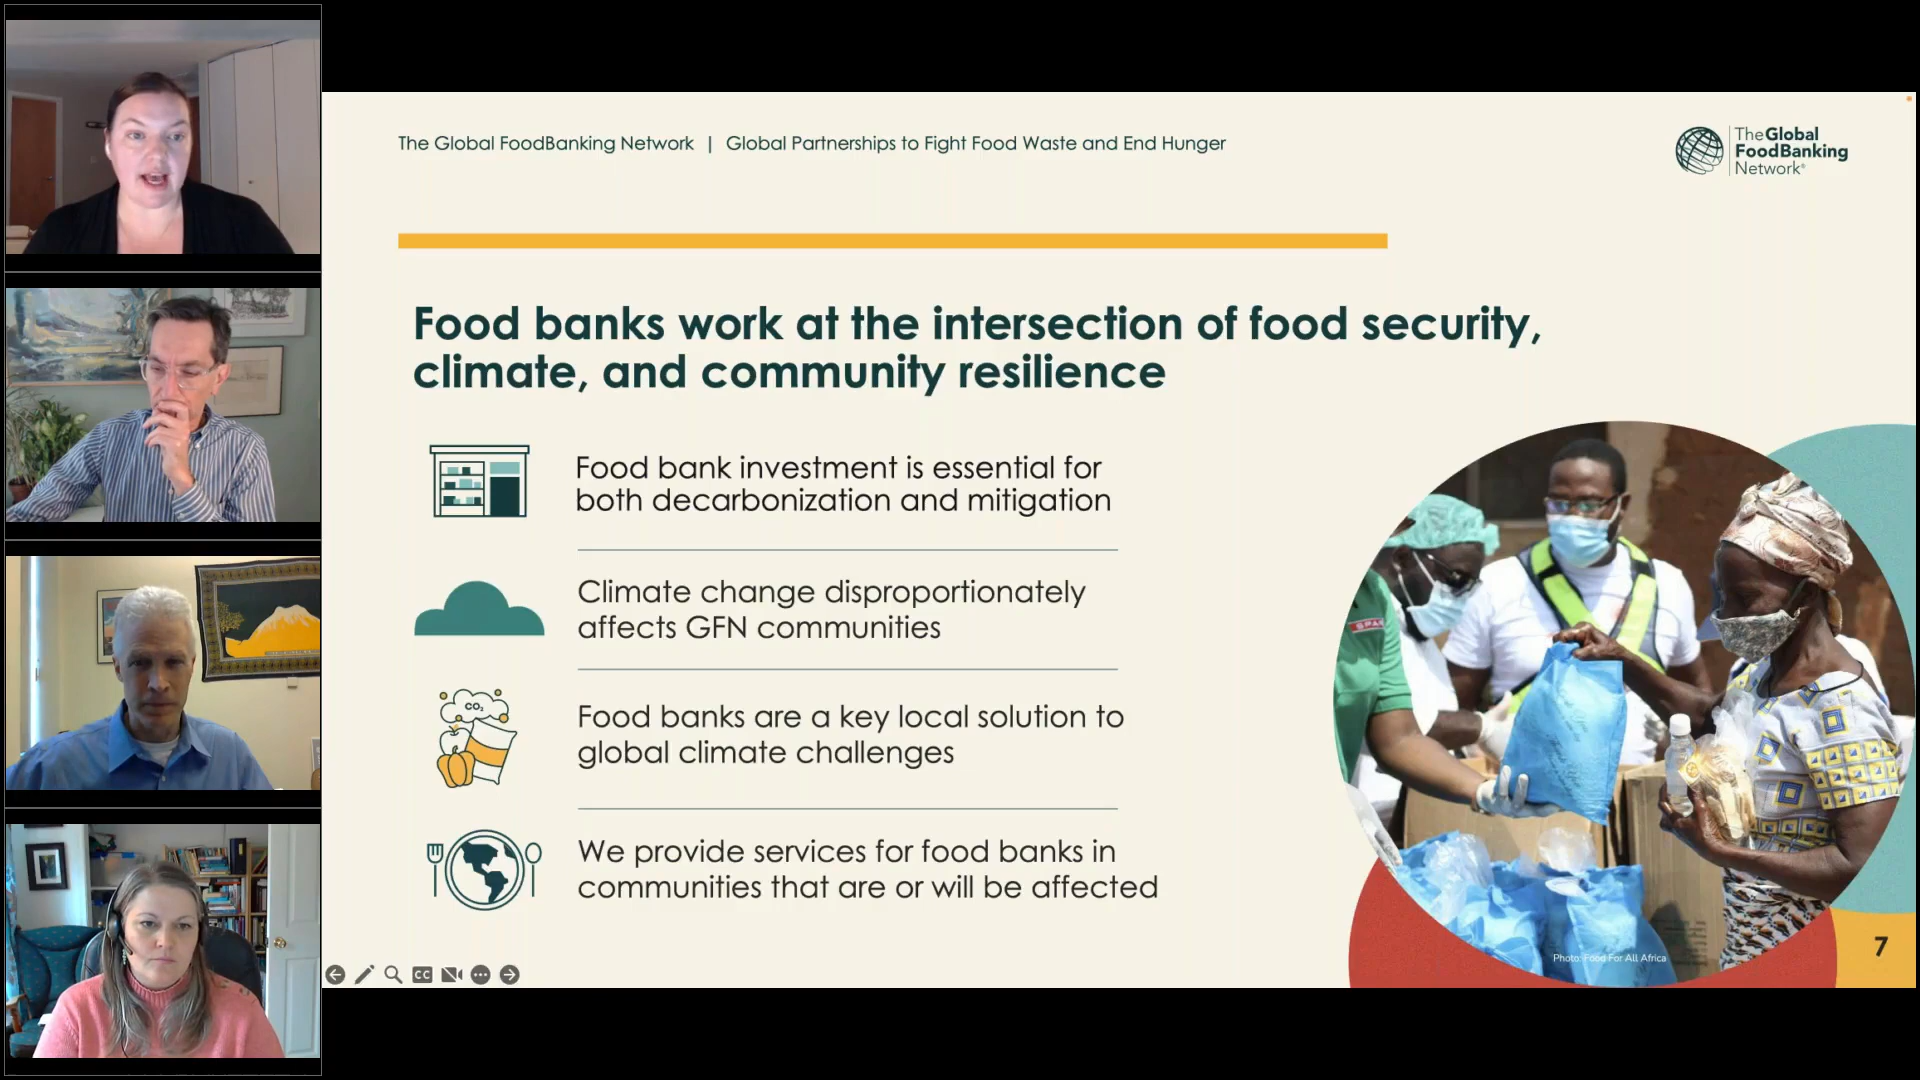 The Global FoodBanking Network | Global Partnerships to Fight Food Waste and End Hunger
The Global
FoodBanking
Network®
Food banks work at the intersection of food security,
climate, and community resilience
Food bank investment is essential for
both decarbonization and mitigation
Climate change disproportionately
affects GFN communities
CO₂
Food banks are a key local solution to
global climate challenges
We provide services for food banks in
communities that are or will be affected
SPAR
Photo: Food For All Africa
7
CC